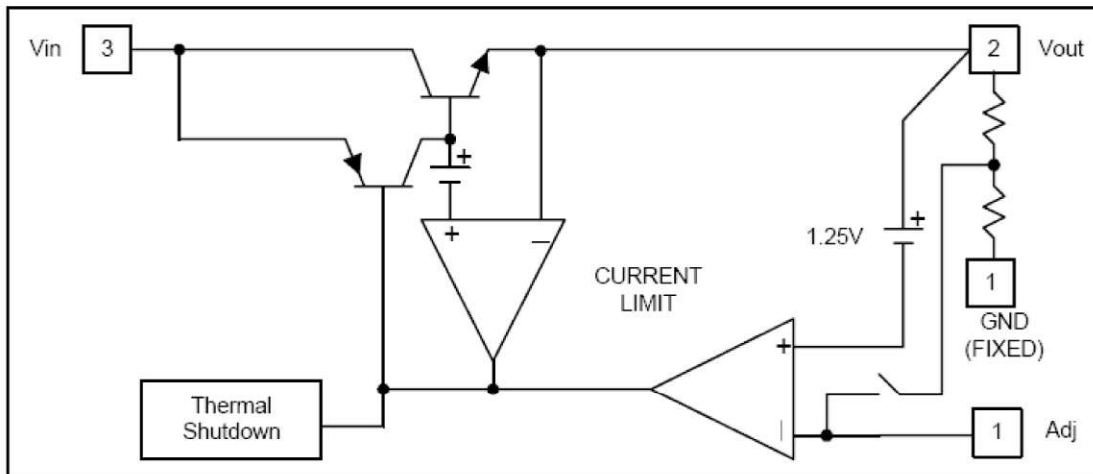 Vin 3
2 Vout
+
+ −
1.25V +
CURRENT
LIMIT
1
GND
(FIXED)
+
Thermal
Shutdown
−
1 Adj